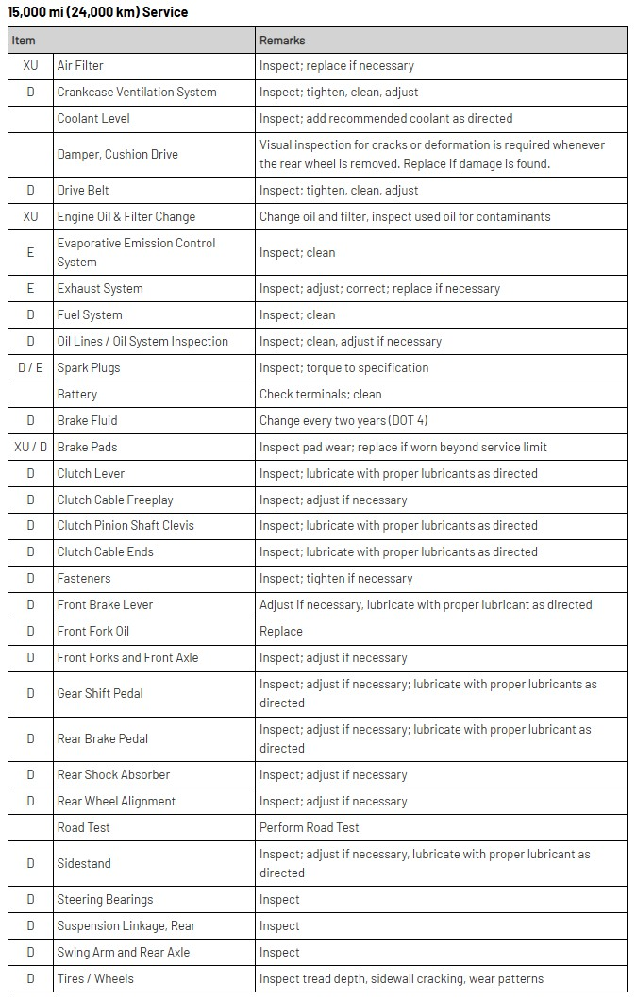 15,000 mi (24,000 km) Service
Item Remarks
XU Air Filter Inspect; replace if necessary
D Crankcase Ventilation System Inspect; tighten, clean, adjust
Coolant Level Inspect; add recommended coolant as directed
Damper, Cushion Drive Visual inspection for cracks or deformation is required whenever
the rear wheel is removed. Replace if damage is found.
D Drive Belt Inspect; tighten, clean, adjust
XU Engine Oil & Filter Change Change oil and filter, inspect used oil for contaminants
E Evaporative Emission Control
System Inspect; clean
E Exhaust System Inspect; adjust; correct; replace if necessary
D Fuel System Inspect; clean
D Oil Lines / Oil System Inspection Inspect; clean, adjust if necessary
D / E Spark Plugs Inspect; torque to specification
Battery Check terminals; clean
D Brake Fluid Change every two years (DOT 4)
XU / D Brake Pads Inspect pad wear; replace if worn beyond service limit
D Clutch Lever Inspect; lubricate with proper lubricants as directed
D Clutch Cable Freeplay Inspect; adjust if necessary
D Clutch Pinion Shaft Clevis Inspect; lubricate with proper lubricants as directed
D Clutch Cable Ends Inspect; lubricate with proper lubricants as directed
D Fasteners Inspect; tighten if necessary
D Front Brake Lever Adjust if necessary, lubricate with proper lubricant as directed
D Front Fork Oil Replace
D Front Forks and Front Axle Inspect; adjust if necessary
D Gear Shift Pedal Inspect; adjust if necessary; lubricate with proper lubricants as
directed
D Rear Brake Pedal Inspect; adjust if necessary; lubricate with proper lubricant as
directed
D Rear Shock Absorber Inspect; adjust if necessary
D Rear Wheel Alignment Inspect; adjust if necessary
Road Test Perform Road Test
D Sidestand Inspect; adjust if necessary, lubricate with proper lubricant as
directed
D Steering Bearings Inspect
D Suspension Linkage, Rear Inspect
D Swing Arm and Rear Axle Inspect
D Tires / Wheels Inspect tread depth, sidewall cracking, wear patterns